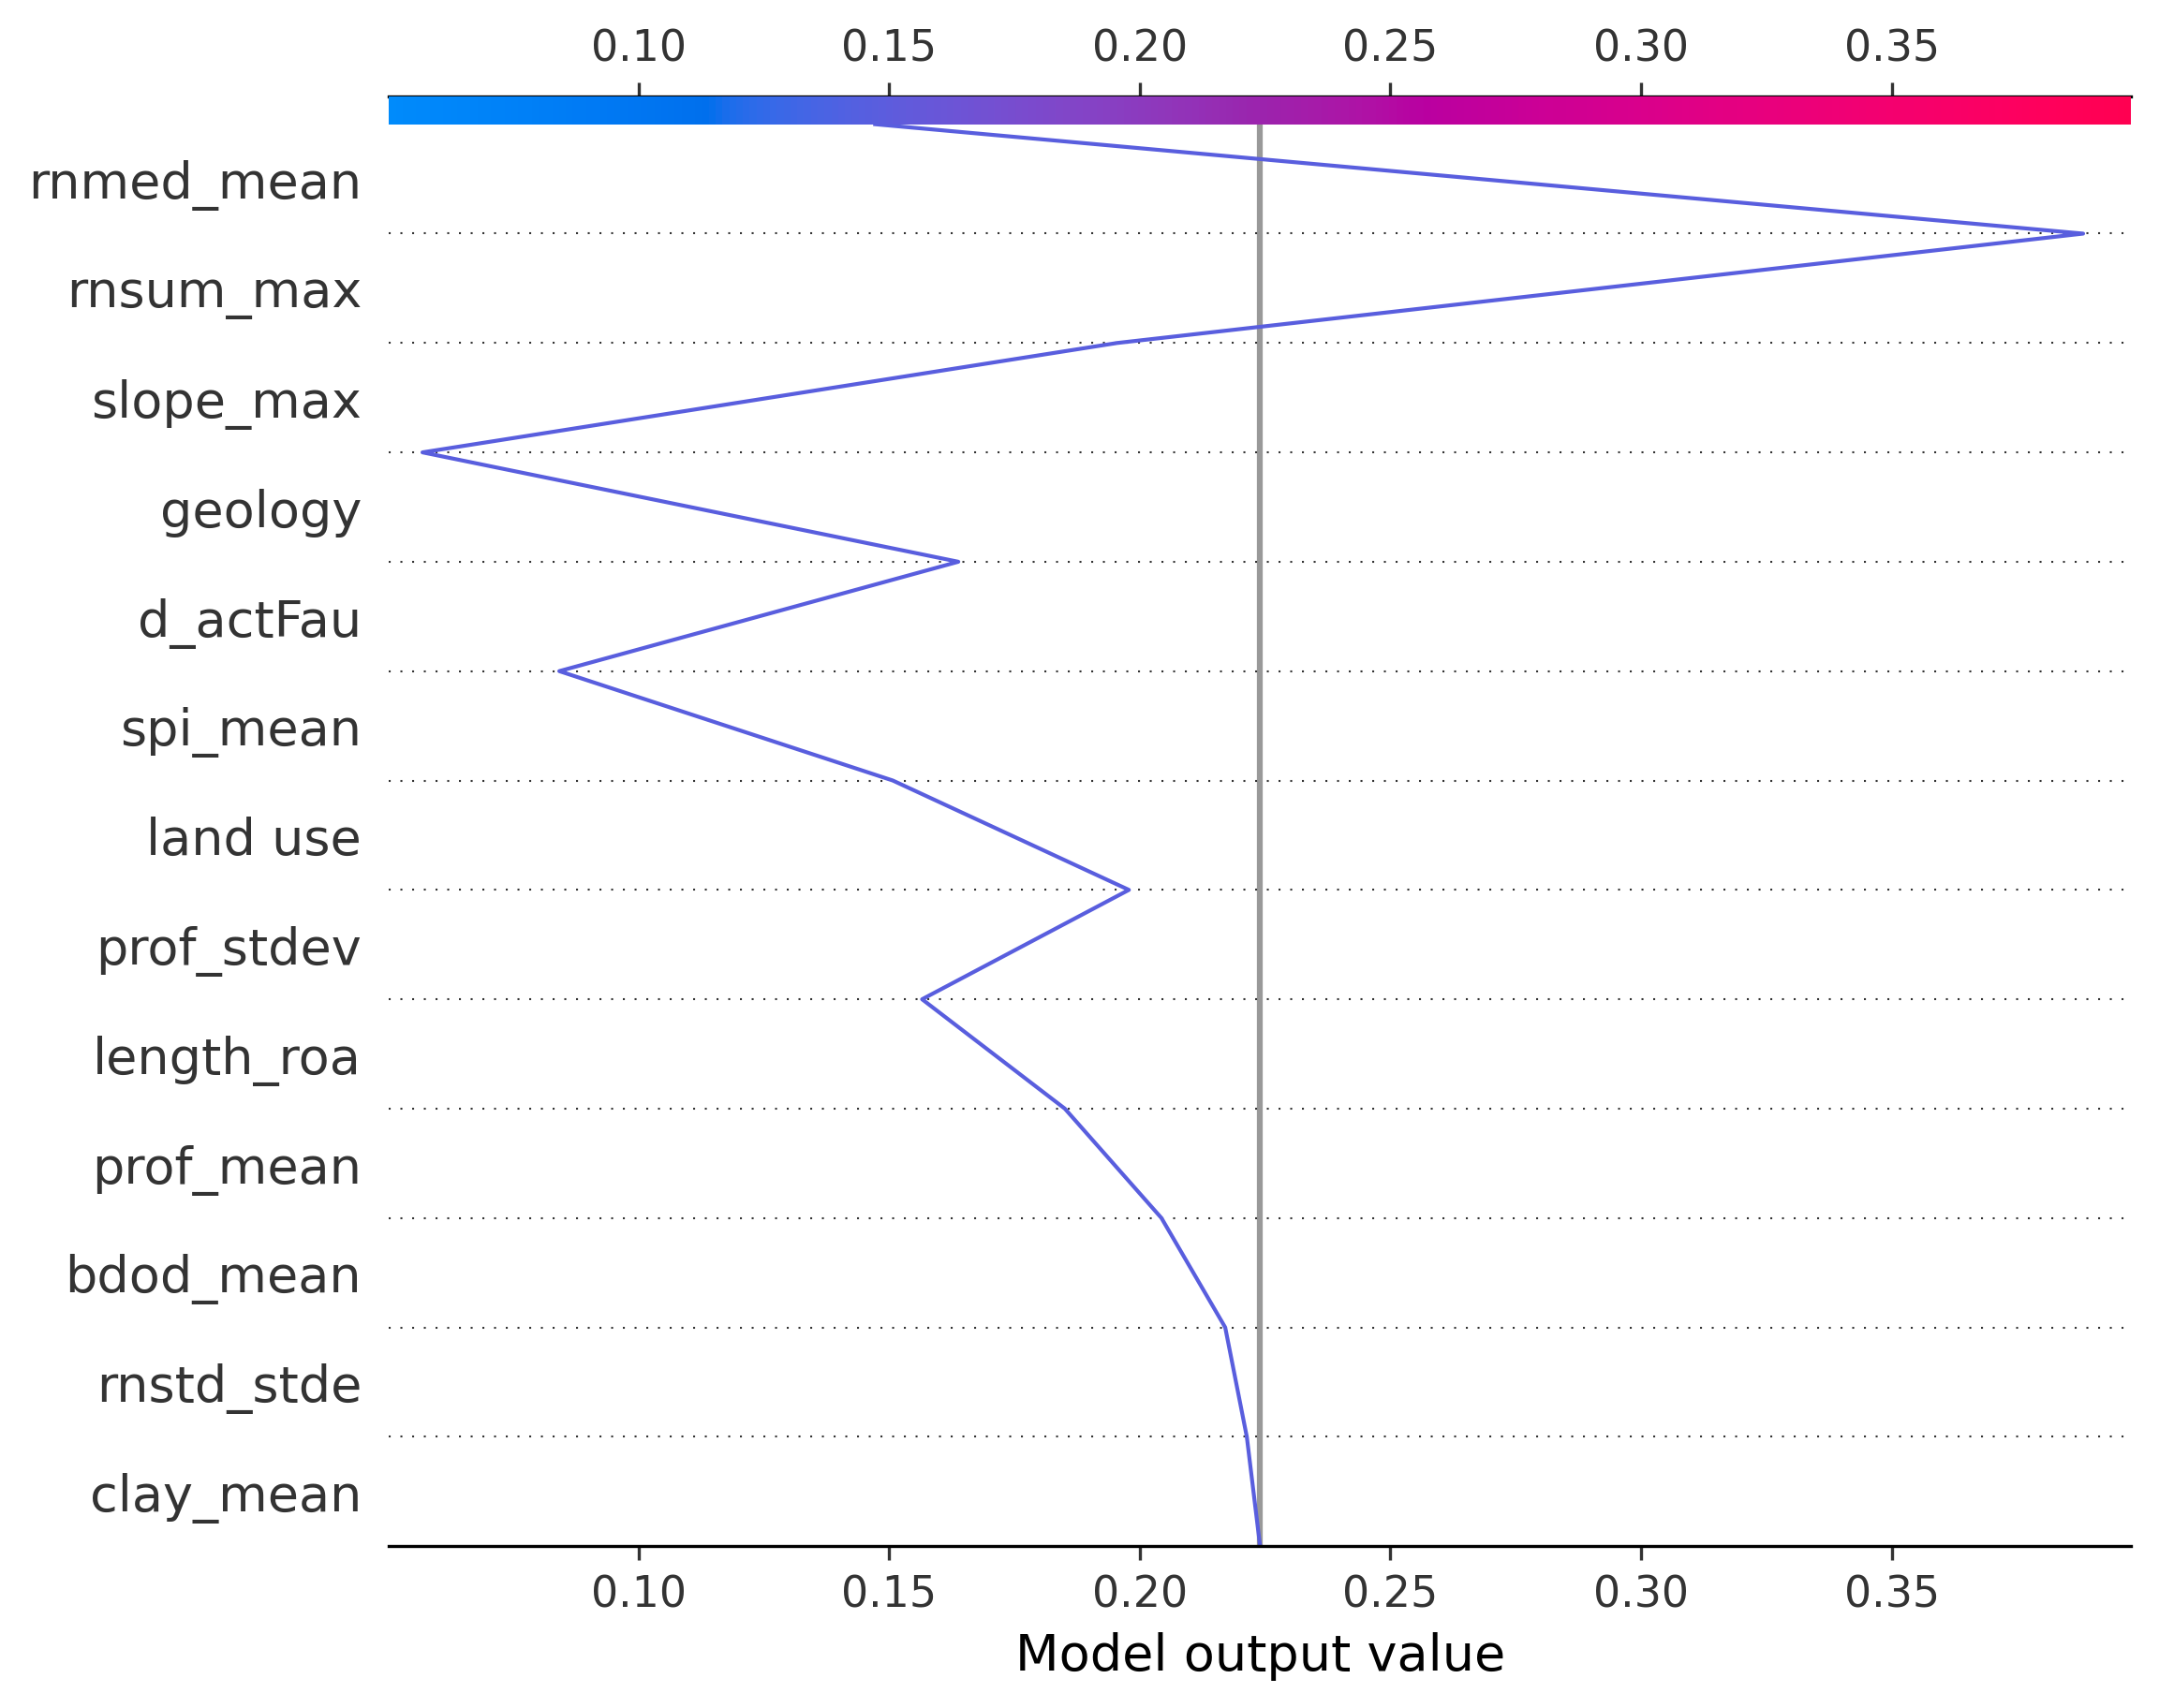 0.10 0.15 0.20 0.25 0.30 0.35
rnmed_mean
rnsum_max
slope_max
geology
d_actFau
spi_mean
land use
prof_stdev
length_roa
prof_mean
bdod_mean
rnstd_stde
clay_mean
0.10 0.15 0.20 0.25 0.30 0.35
Model output value